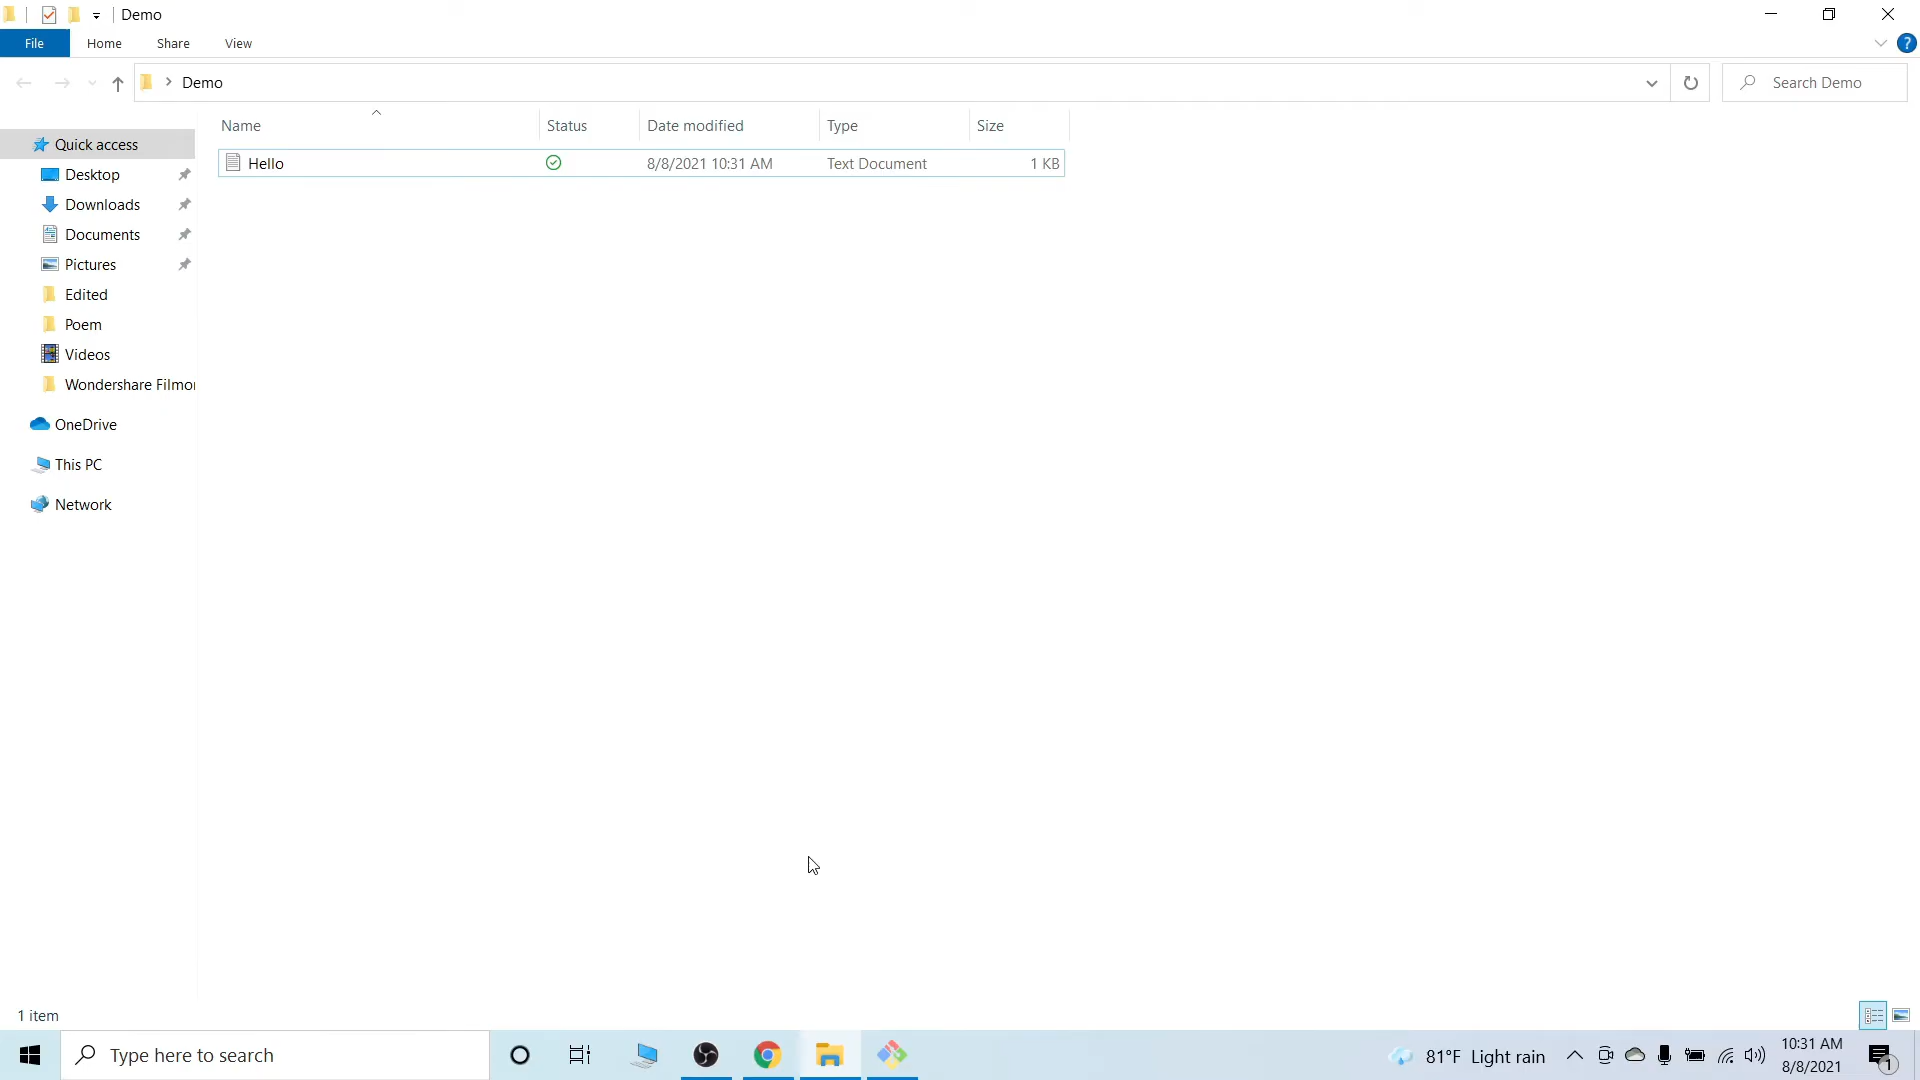 Demo
File Home Share View
Demo
Search Demo
Name Status Date modified Type Size
Hello 8/8/2021 10:31 AM Text Document 1 KB
Quick access
Desktop
Downloads
Documents
Pictures
Edited
Poem
Videos
Wondershare Filmor
OneDrive
This PC
Network
1 item
Type here to search
81°F Light rain
10:31 AM
8/8/2021
1